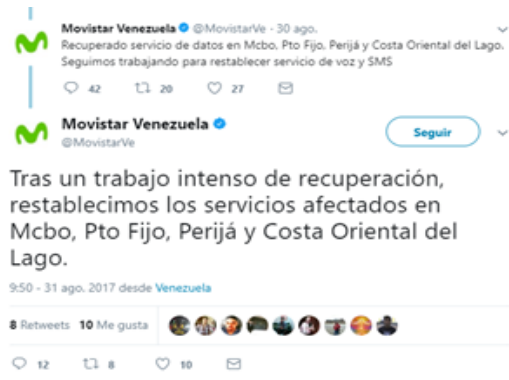 Movistar Venezuela @MovistarVe · 30 ago.
Recuperado servicio de datos en Mcbo, Pto Fijo, Perijá y Costa Oriental del Lago.
Seguimos trabajando para restablecer servicio de voz y SMS
42 20 27
Movistar Venezuela
@MovistarVe
Seguir
Tras un trabajo intenso de recuperación,
restablecimos los servicios afectados en
Mcbo, Pto Fijo, Perijá y Costa Oriental del
Lago.
9:50 - 31 ago. 2017 desde Venezuela
8 Retweets 10 Me gusta
12 8 10